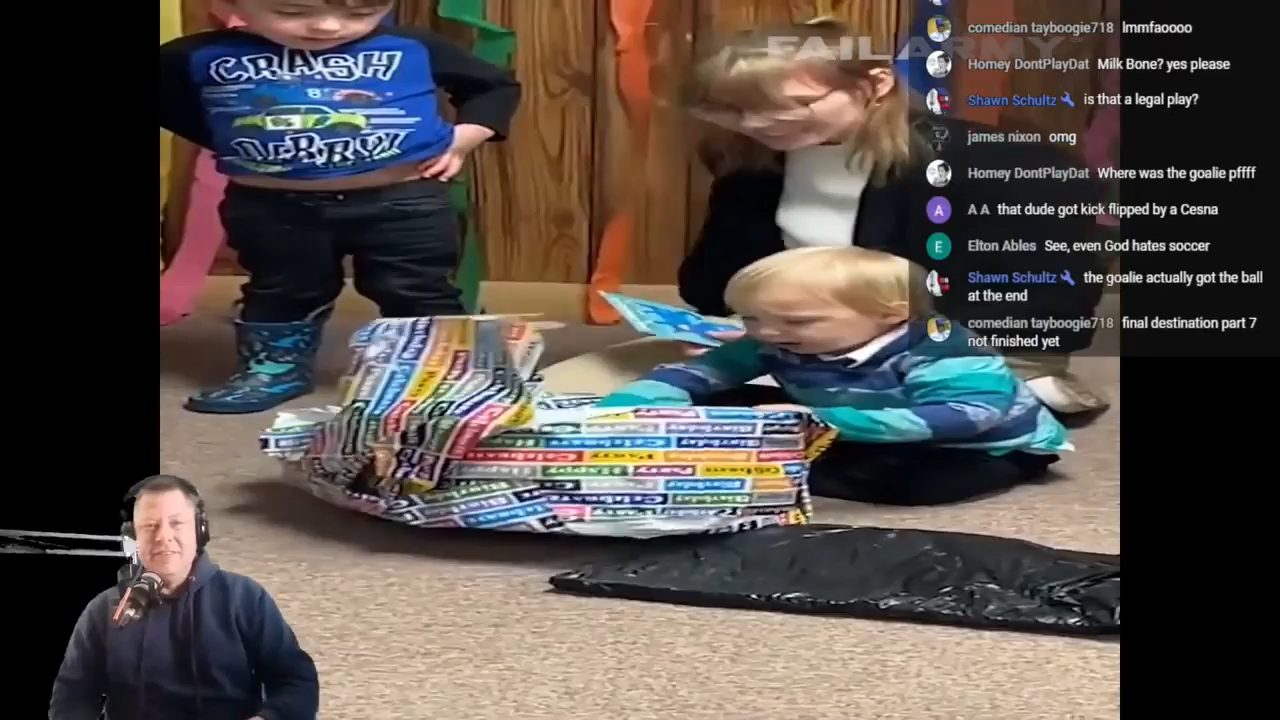 FAILARMY
comedian tayboogie718 lmmfaoooo
Homey DontPlayDat Milk Bone? yes please
Shawn Schultz is that a legal play?
james nixon omg
Homey DontPlayDat Where was the goalie pffff
A
A A that dude got kick flipped by a Cesna
E
Elton Ables See, even God hates soccer
Shawn Schultz the goalie actually got the ball
at the end
comedian tayboogie718 final destination part 7
not finished yet
CRASH
DERBY